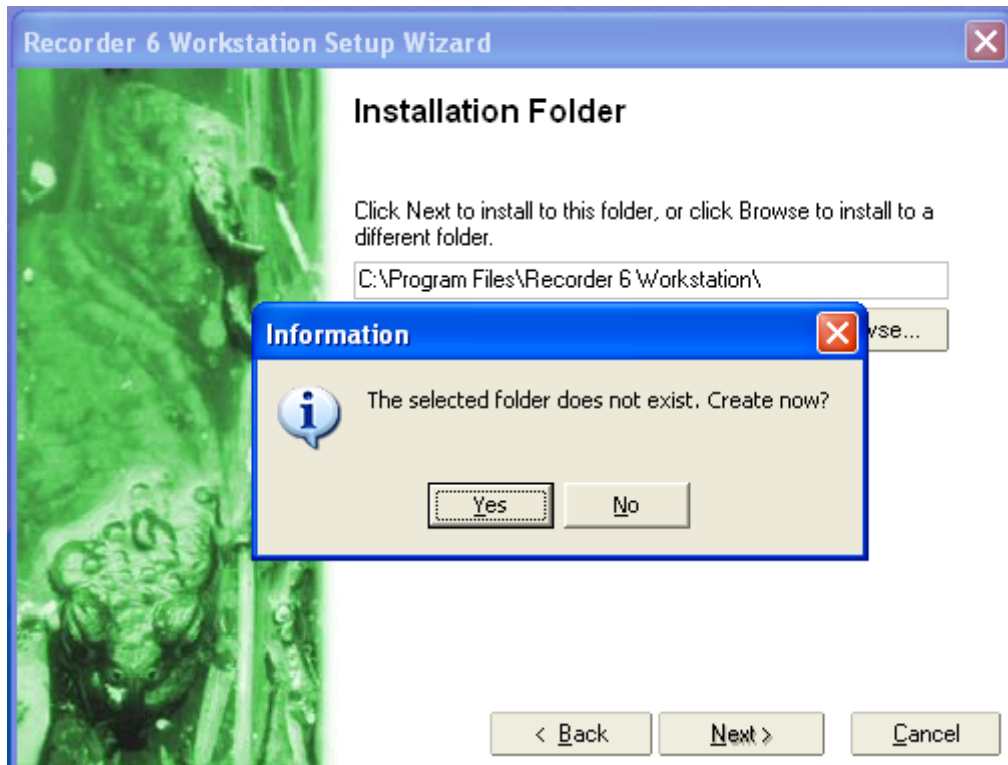 Recorder 6 Workstation Setup Wizard
Installation Folder
Click Next to install to this folder, or click Browse to install to a
different folder.
C:\Program Files\Recorder 6 Workstation\
wse...
Information
The selected folder does not exist. Create now?
Yes No
< Back Next > Cancel